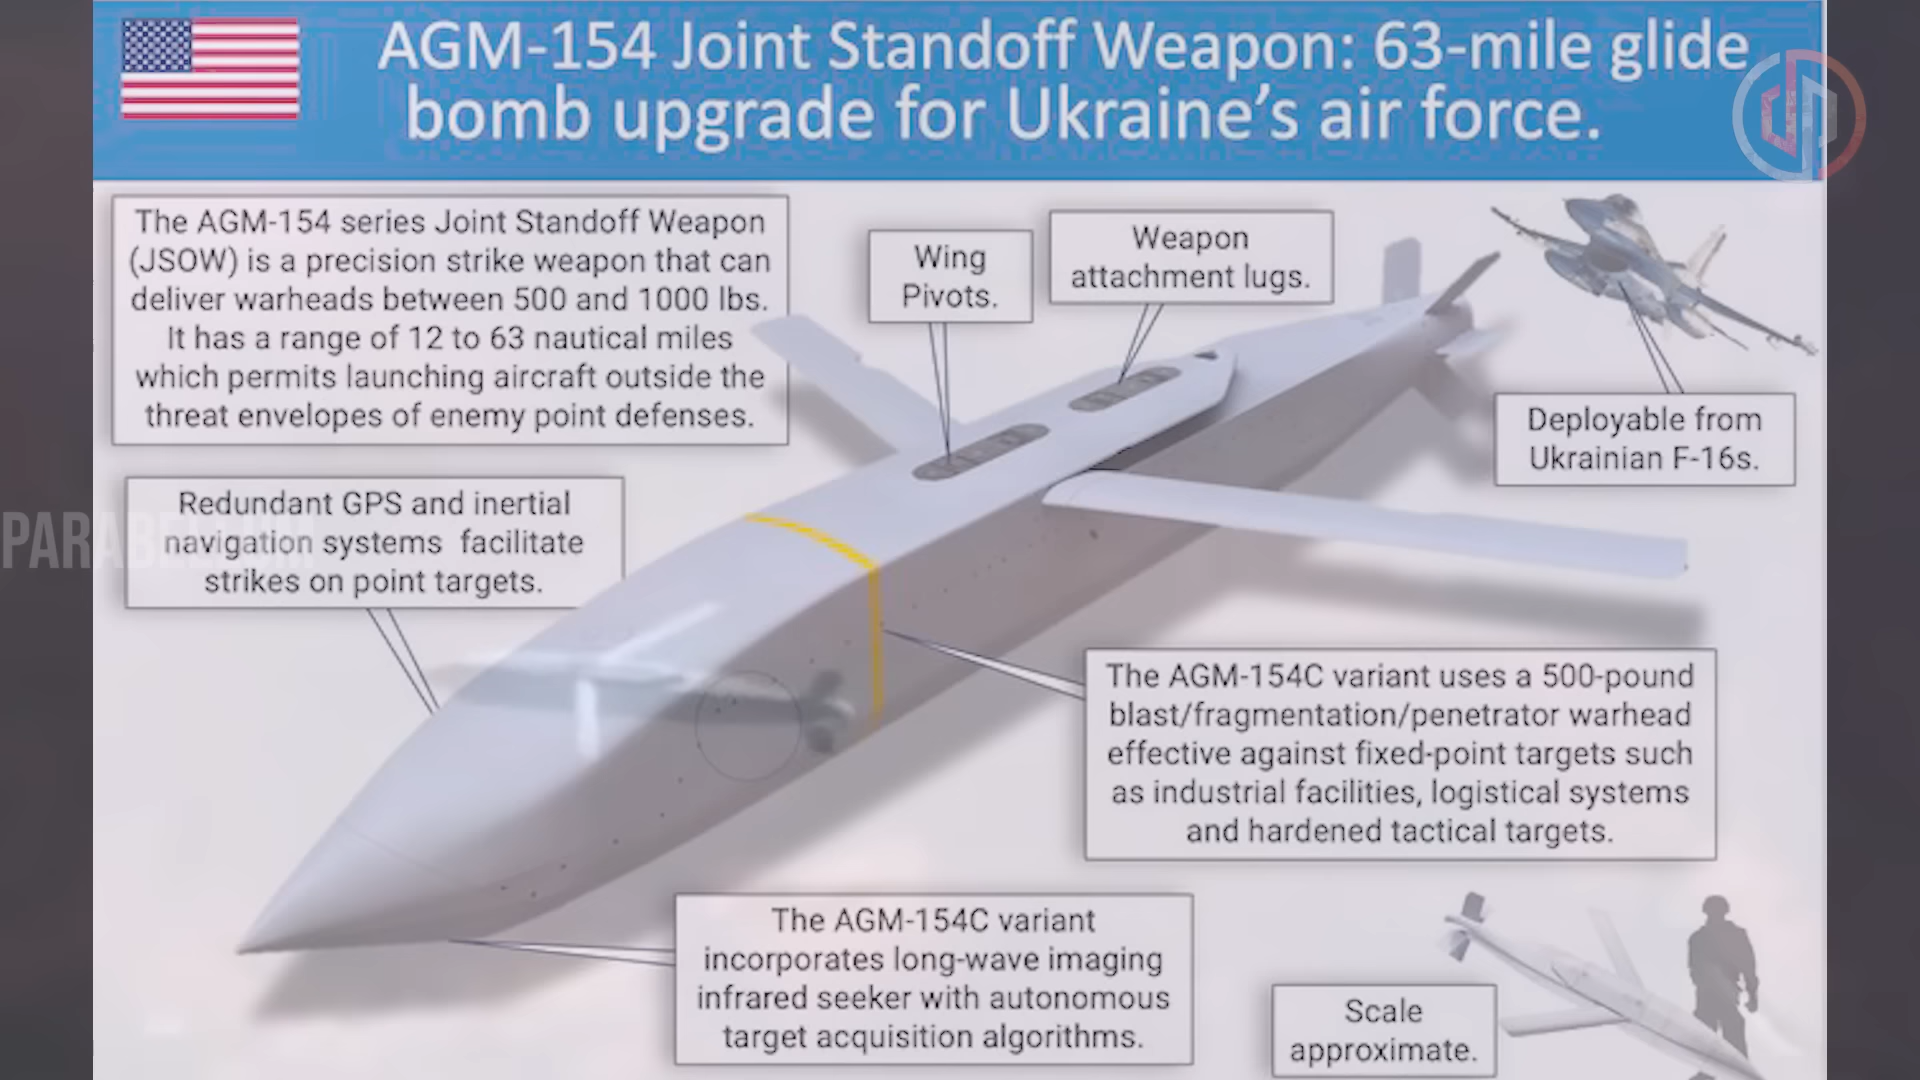 AGM-154 Joint Standoff Weapon: 63-mile glide
bomb upgrade for Ukraine's air force.
The AGM-154 series Joint Standoff Weapon
(JSOW) is a precision strike weapon that can
deliver warheads between 500 and 1000 lbs.
It has a range of 12 to 63 nautical miles
which permits launching aircraft outside the
threat envelopes of enemy point defenses.
Wing
Pivots.
Weapon
attachment lugs.
Deployable from
Ukrainian F-16s.
Redundant GPS and inertial
navigation systems facilitate
strikes on point targets.
PARABELLUM
The AGM-154C variant uses a 500-pound
blast/fragmentation/penetrator warhead
effective against fixed-point targets such
as industrial facilities, logistical systems
and hardened tactical targets.
The AGM-154C variant
incorporates long-wave imaging
infrared seeker with autonomous
target acquisition algorithms.
Scale
approximate.